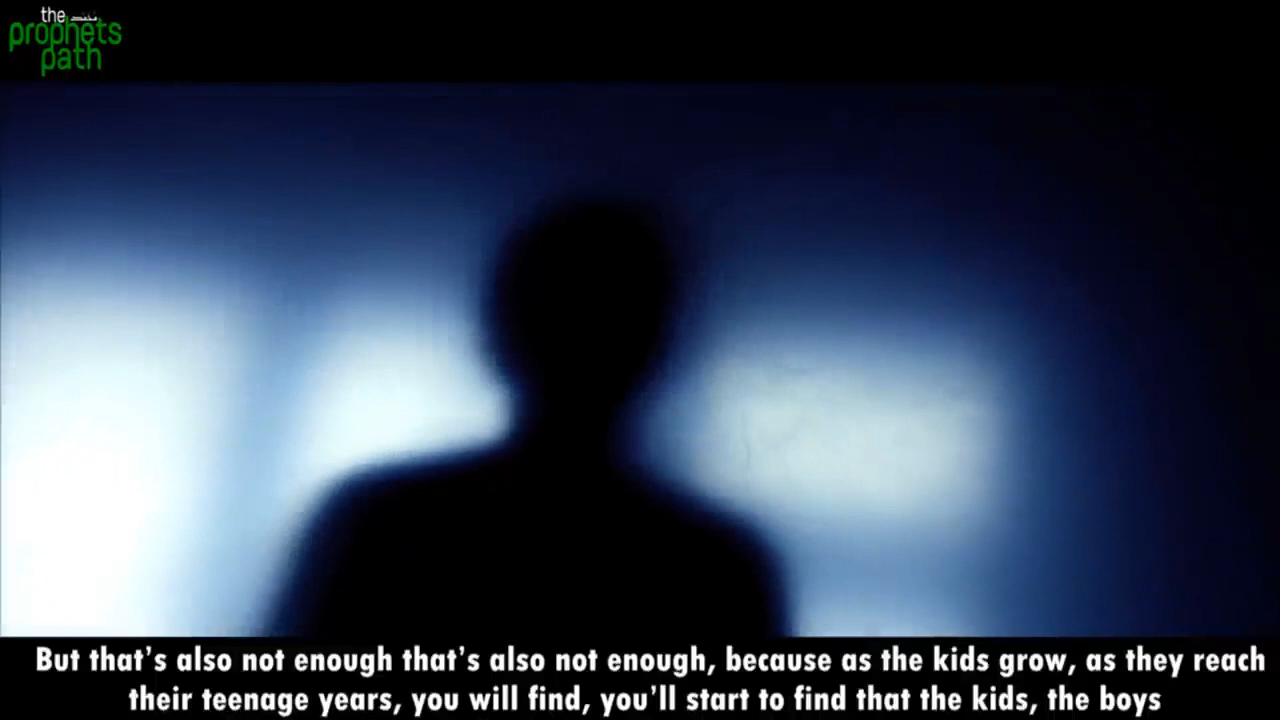 the
prophets
path
But that's also not enough that's also not enough, because as the kids grow, as they reach
their teenage years, you will find, you'll start to find that the kids, the boys